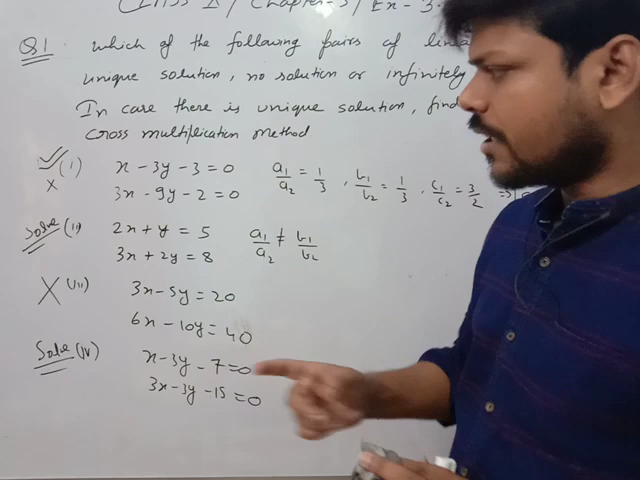 Class X / Chapter-3 / Ex - 3.
Q1. which of the following pairs of
unique solution, no solution or infinitely
In case there is unique solution, find
cross multiplication method
(i) x - 3y - 3 = 0 a1/a2 = 1/3 , b1/b2 = 1/3 , c1/c2 = 3/2 ⇒
X 3x - 9y - 2 = 0
Solve (ii) 2x + y = 5 a1/a2 ≠ b1/b2
3x + 2y = 8
X (iii) 3x - 5y = 20
6x - 10y = 40
Solve (iv) x - 3y - 7 = 0
3x - 3y - 15 = 0